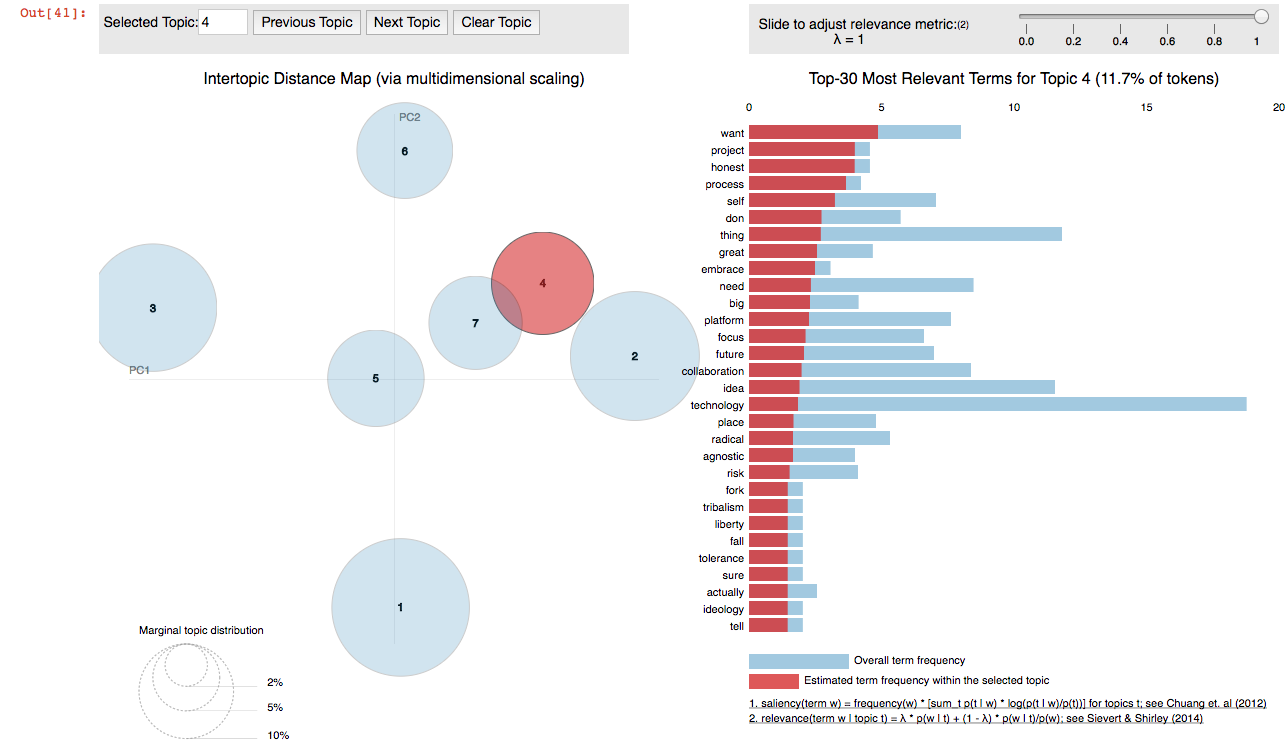 Out[41]:
Selected Topic: 4 Previous Topic Next Topic Clear Topic
Slide to adjust relevance metric:(2)
λ = 1
0.0 0.2 0.4 0.6 0.8 1
Intertopic Distance Map (via multidimensional scaling)
PC2
6
3
4
7
2
5
PC1
1
Marginal topic distribution
2%
5%
10%
Top-30 Most Relevant Terms for Topic 4 (11.7% of tokens)
0 5 10 15 20
want
project
honest
process
self
don
thing
great
embrace
need
big
platform
focus
future
collaboration
idea
technology
place
radical
agnostic
risk
fork
tribalism
liberty
fall
tolerance
sure
actually
ideology
tell
Overall term frequency
Estimated term frequency within the selected topic
1. saliency(term w) = frequency(w) * [sum_t p(t | w) * log(p(t | w)/p(t))] for topics t; see Chuang et. al (2012)
2. relevance(term w | topic t) = λ * p(w | t) + (1 - λ) * p(w | t)/p(w); see Sievert & Shirley (2014)